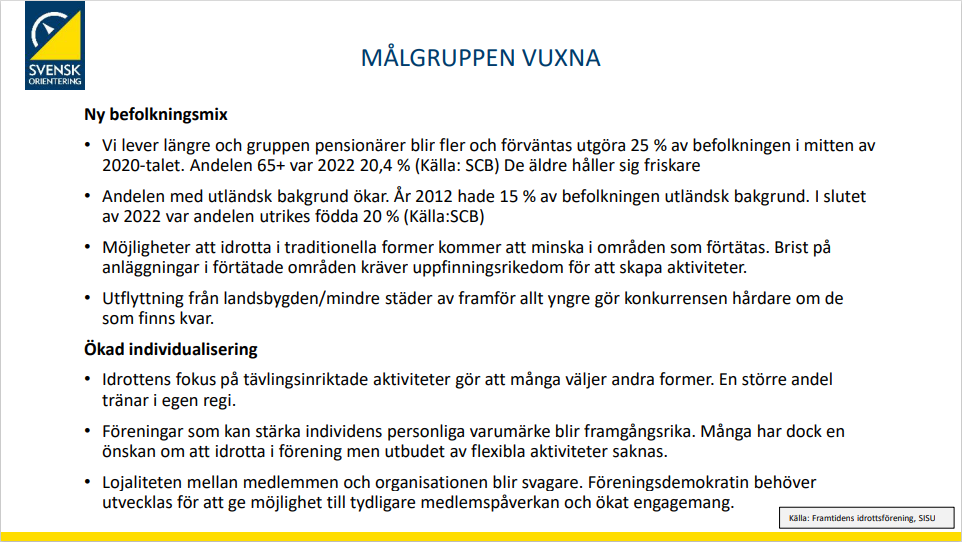 SVENSK
ORIENTERING
MÅLGRUPPEN VUXNA
Ny befolkningsmix
• Vi lever längre och gruppen pensionärer blir fler och förväntas utgöra 25 % av befolkningen i mitten av
2020-talet. Andelen 65+ var 2022 20,4 % (Källa: SCB) De äldre håller sig friskare
• Andelen med utländsk bakgrund ökar. År 2012 hade 15 % av befolkningen utländsk bakgrund. I slutet
av 2022 var andelen utrikes födda 20 % (Källa:SCB)
• Möjligheter att idrotta i traditionella former kommer att minska i områden som förtätas. Brist på
anläggningar i förtätade områden kräver uppfinningsrikedom för att skapa aktiviteter.
• Utflyttning från landsbygden/mindre städer av framför allt yngre gör konkurrensen hårdare om de
som finns kvar.
Ökad individualisering
• Idrottens fokus på tävlingsinriktade aktiviteter gör att många väljer andra former. En större andel
tränar i egen regi.
• Föreningar som kan stärka individens personliga varumärke blir framgångsrika. Många har dock en
önskan om att idrotta i förening men utbudet av flexibla aktiviteter saknas.
• Lojaliteten mellan medlemmen och organisationen blir svagare. Föreningsdemokratin behöver
utvecklas för att ge möjlighet till tydligare medlemspåverkan och ökat engagemang.
Källa: Framtidens idrottsförening, SISU